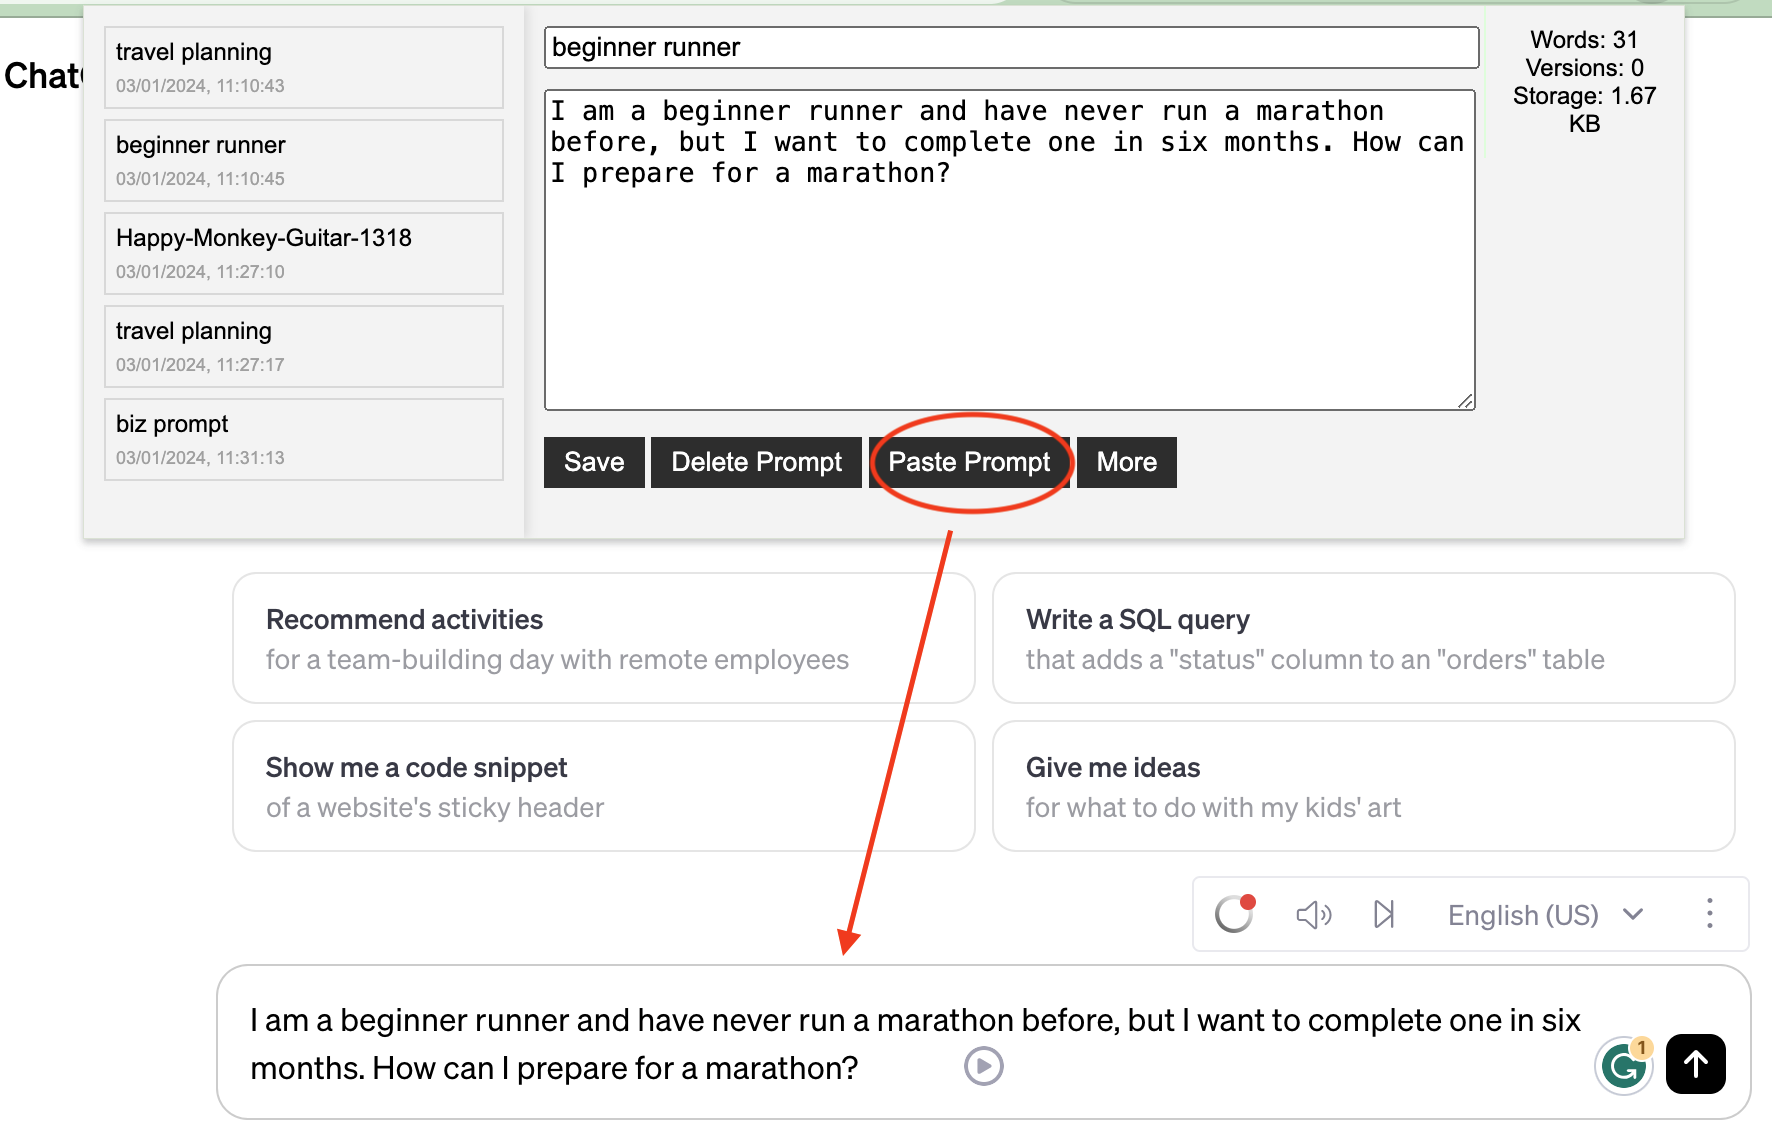 Chat
travel planning
03/01/2024, 11:10:43
beginner runner
03/01/2024, 11:10:45
Happy-Monkey-Guitar-1318
03/01/2024, 11:27:10
travel planning
03/01/2024, 11:27:17
biz prompt
03/01/2024, 11:31:13
beginner runner
I am a beginner runner and have never run a marathon
before, but I want to complete one in six months. How can
I prepare for a marathon?
Save
Delete Prompt
Paste Prompt
More
Words: 31
Versions: 0
Storage: 1.67
KB
Recommend activities
for a team-building day with remote employees
Write a SQL query
that adds a "status" column to an "orders" table
Show me a code snippet
of a website's sticky header
Give me ideas
for what to do with my kids' art
English (US)
I am a beginner runner and have never run a marathon before, but I want to complete one in six
months. How can I prepare for a marathon?
1